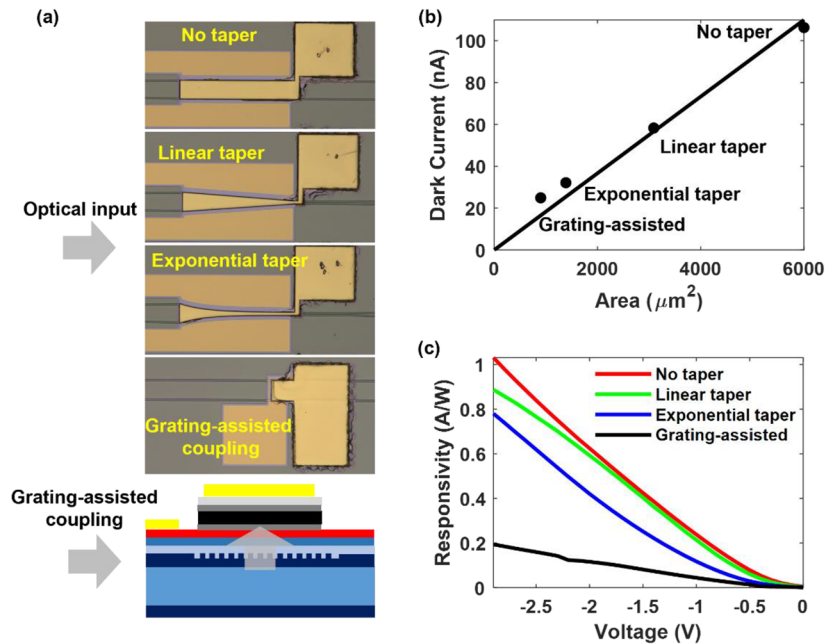 (a)
No taper
Linear taper
Optical input
Exponential taper
Grating-assisted
coupling
Grating-assisted
coupling
(b)
100
80
60
40
20
0
0
2000
4000
6000
Dark Current (nA)
Area (μm²)
No taper
Linear taper
Exponential taper
Grating-assisted
(c)
1
0.8
0.6
0.4
0.2
0
-2.5
-2
-1.5
-1
-0.5
0
Responsivity (A/W)
Voltage (V)
No taper
Linear taper
Exponential taper
Grating-assisted